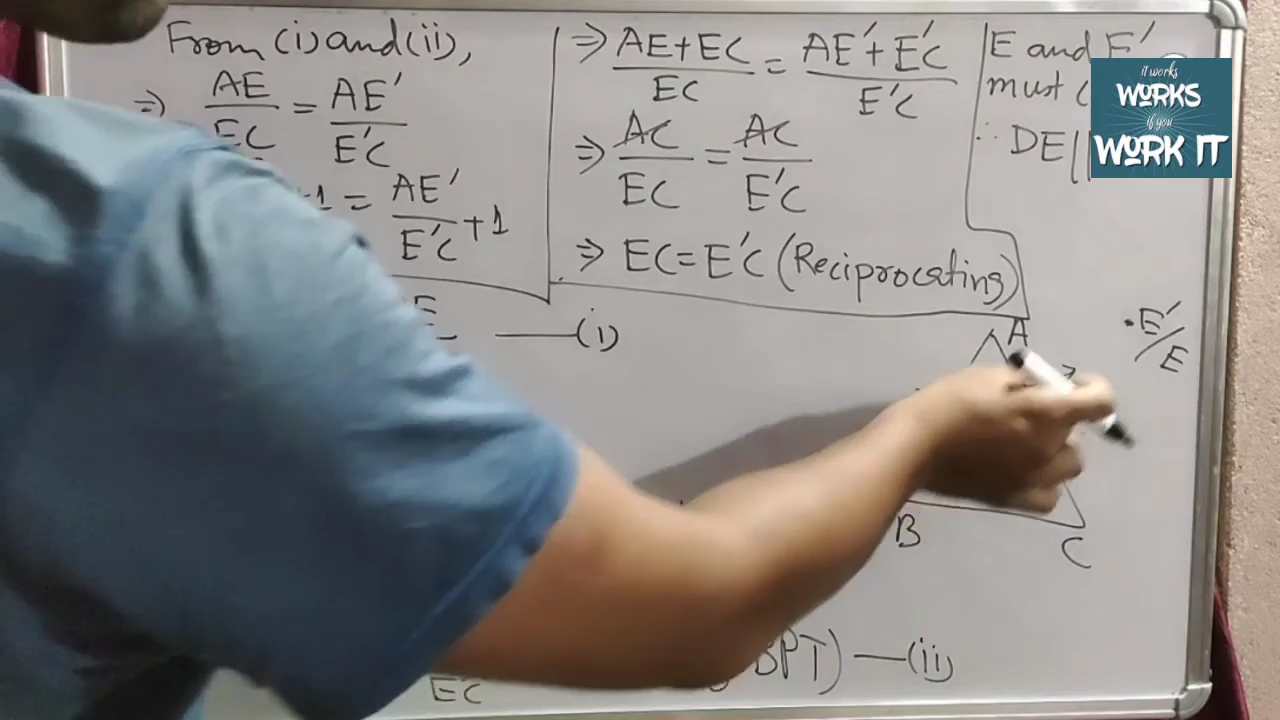 From (i) and (ii),
⇒ AE/EC = AE'/E'C
+1 = AE'/E'C +1
⇒ AE+EC/EC = AE'+E'C/E'C
⇒ AC/EC = AC/E'C
⇒ EC = E'C (Reciprocating)
E and E'
must
∴ DE||
it works
WORKS
if you
WORK IT
——(i)
A
E'/E
B
C
BPT) —(ii)
E'C